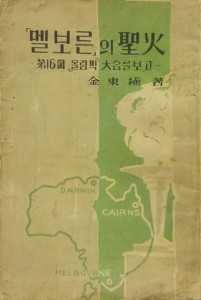 「멜보른」의 聖火
第16回 「올림픽」 大會를 보고—
金東極 著
DARWIN
CAIRNS
MELBOURNE